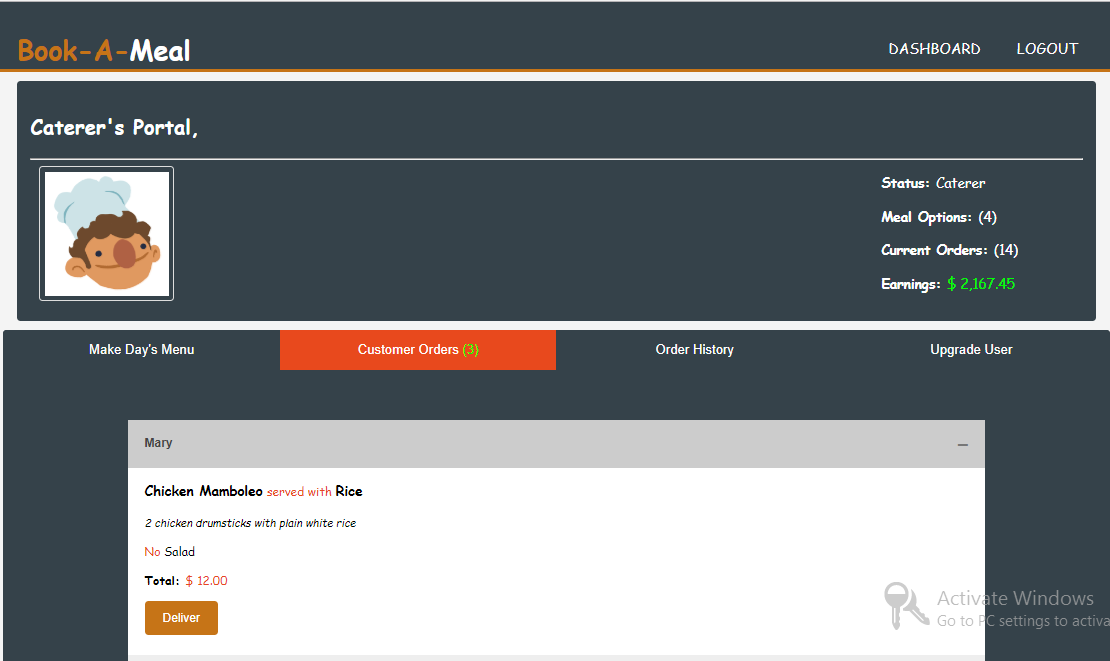 Book-A-Meal
DASHBOARD LOGOUT
Caterer's Portal,
Status: Caterer
Meal Options: (4)
Current Orders: (14)
Earnings: $ 2,167.45
Make Day's Menu Customer Orders (3) Order History Upgrade User
Mary
Chicken Mamboleo served with Rice
2 chicken drumsticks with plain white rice
No Salad
Total: $ 12.00
Deliver
Activate Windows
Go to PC settings to activa